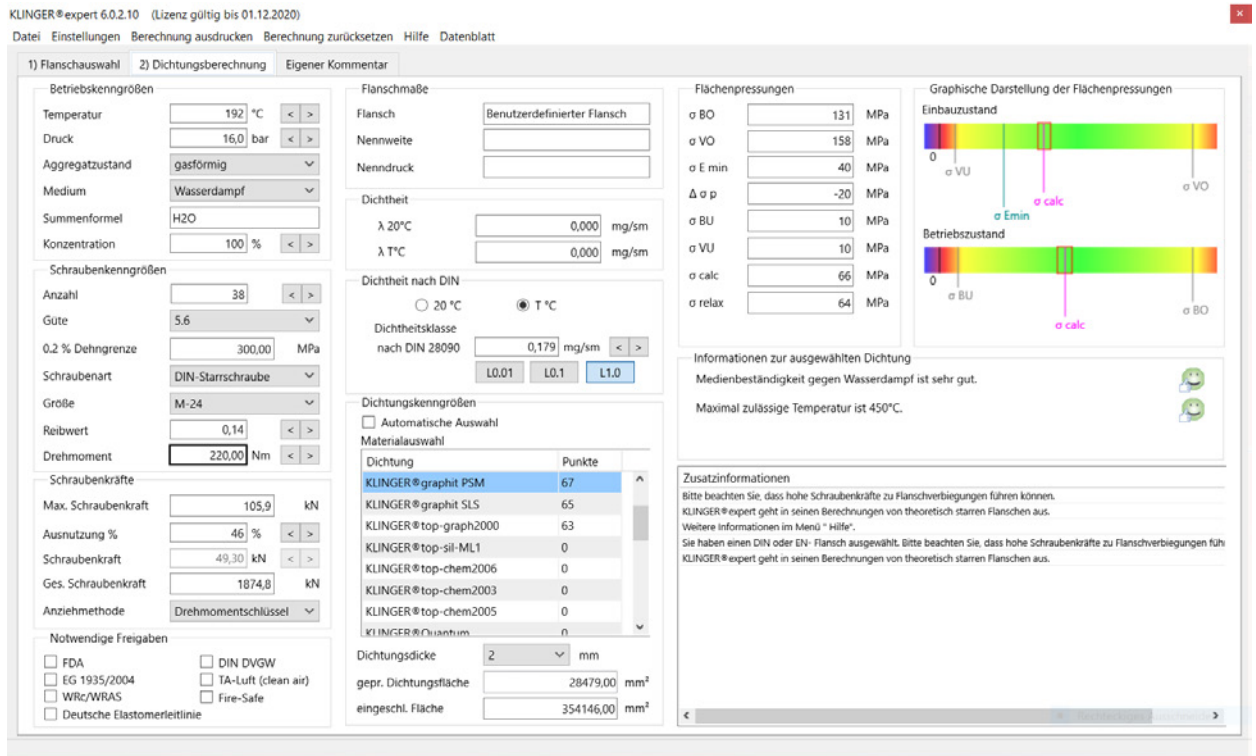 KLINGER®expert 6.0.2.10 (Lizenz gültig bis 01.12.2020)
Datei Einstellungen Berechnung ausdrucken Berechnung zurücksetzen Hilfe Datenblatt
1) Flanschauswahl 2) Dichtungsberechnung Eigener Kommentar
Betriebskenngrößen
Temperatur 192 °C < >
Druck 16,0 bar < >
Aggregatzustand gasförmig
Medium Wasserdampf
Summenformel H2O
Konzentration 100 % < >
Schraubenkenngrößen
Anzahl 38 < >
Güte 5.6
0.2 % Dehngrenze 300,00 MPa
Schraubenart DIN-Starrschraube
Größe M-24
Reibwert 0,14 < >
Drehmoment 220,00 Nm < >
Schraubenkräfte
Max. Schraubenkraft 105,9 kN
Ausnutzung % 46 % < >
Schraubenkraft 49,30 kN < >
Ges. Schraubenkraft 1874,8 kN
Anziehmethode Drehmomentschlüssel
Notwendige Freigaben
FDA DIN DVGW
EG 1935/2004 TA-Luft (clean air)
WRc/WRAS Fire-Safe
Deutsche Elastomerleitlinie
Flanschmaße
Flansch Benutzerdefinierter Flansch
Nennweite
Nenndruck
Dichtheit
λ 20°C 0,000 mg/sm
λ T°C 0,000 mg/sm
Dichtheit nach DIN
20 °C T °C
Dichtheitsklasse
nach DIN 28090 0,179 mg/sm < >
L0.01 L0.1 L1.0
Dichtungskenngrößen
Automatische Auswahl
Materialauswahl
Dichtung Punkte
KLINGER®graphit PSM 67
KLINGER®graphit SLS 65
KLINGER®top-graph2000 63
KLINGER®top-sil-ML1 0
KLINGER®top-chem2006 0
KLINGER®top-chem2003 0
KLINGER®top-chem2005 0
KLINGER®Quantum 0
Dichtungsdicke 2 mm
gepr. Dichtungsfläche 28479,00 mm²
eingeschl. Fläche 354146,00 mm²
Flächenpressungen
σ BO 131 MPa
σ VO 158 MPa
σ E min 40 MPa
Δ σ p -20 MPa
σ BU 10 MPa
σ VU 10 MPa
σ calc 66 MPa
σ relax 64 MPa
Graphische Darstellung der Flächenpressungen
Einbauzustand
0
σ VU
σ VO
σ calc
σ Emin
Betriebszustand
0
σ BU
σ BO
σ calc
Informationen zur ausgewählten Dichtung
Medienbeständigkeit gegen Wasserdampf ist sehr gut.
Maximal zulässige Temperatur ist 450°C.
Zusatzinformationen
Bitte beachten Sie, dass hohe Schraubenkräfte zu Flanschverbiegungen führen können.
KLINGER®expert geht in seinen Berechnungen von theoretisch starren Flanschen aus.
Weitere Informationen im Menü " Hilfe".
Sie haben einen DIN oder EN- Flansch ausgewählt. Bitte beachten Sie, dass hohe Schraubenkräfte zu Flanschverbiegungen füh
KLINGER®expert geht in seinen Berechnungen von theoretisch starren Flanschen aus.